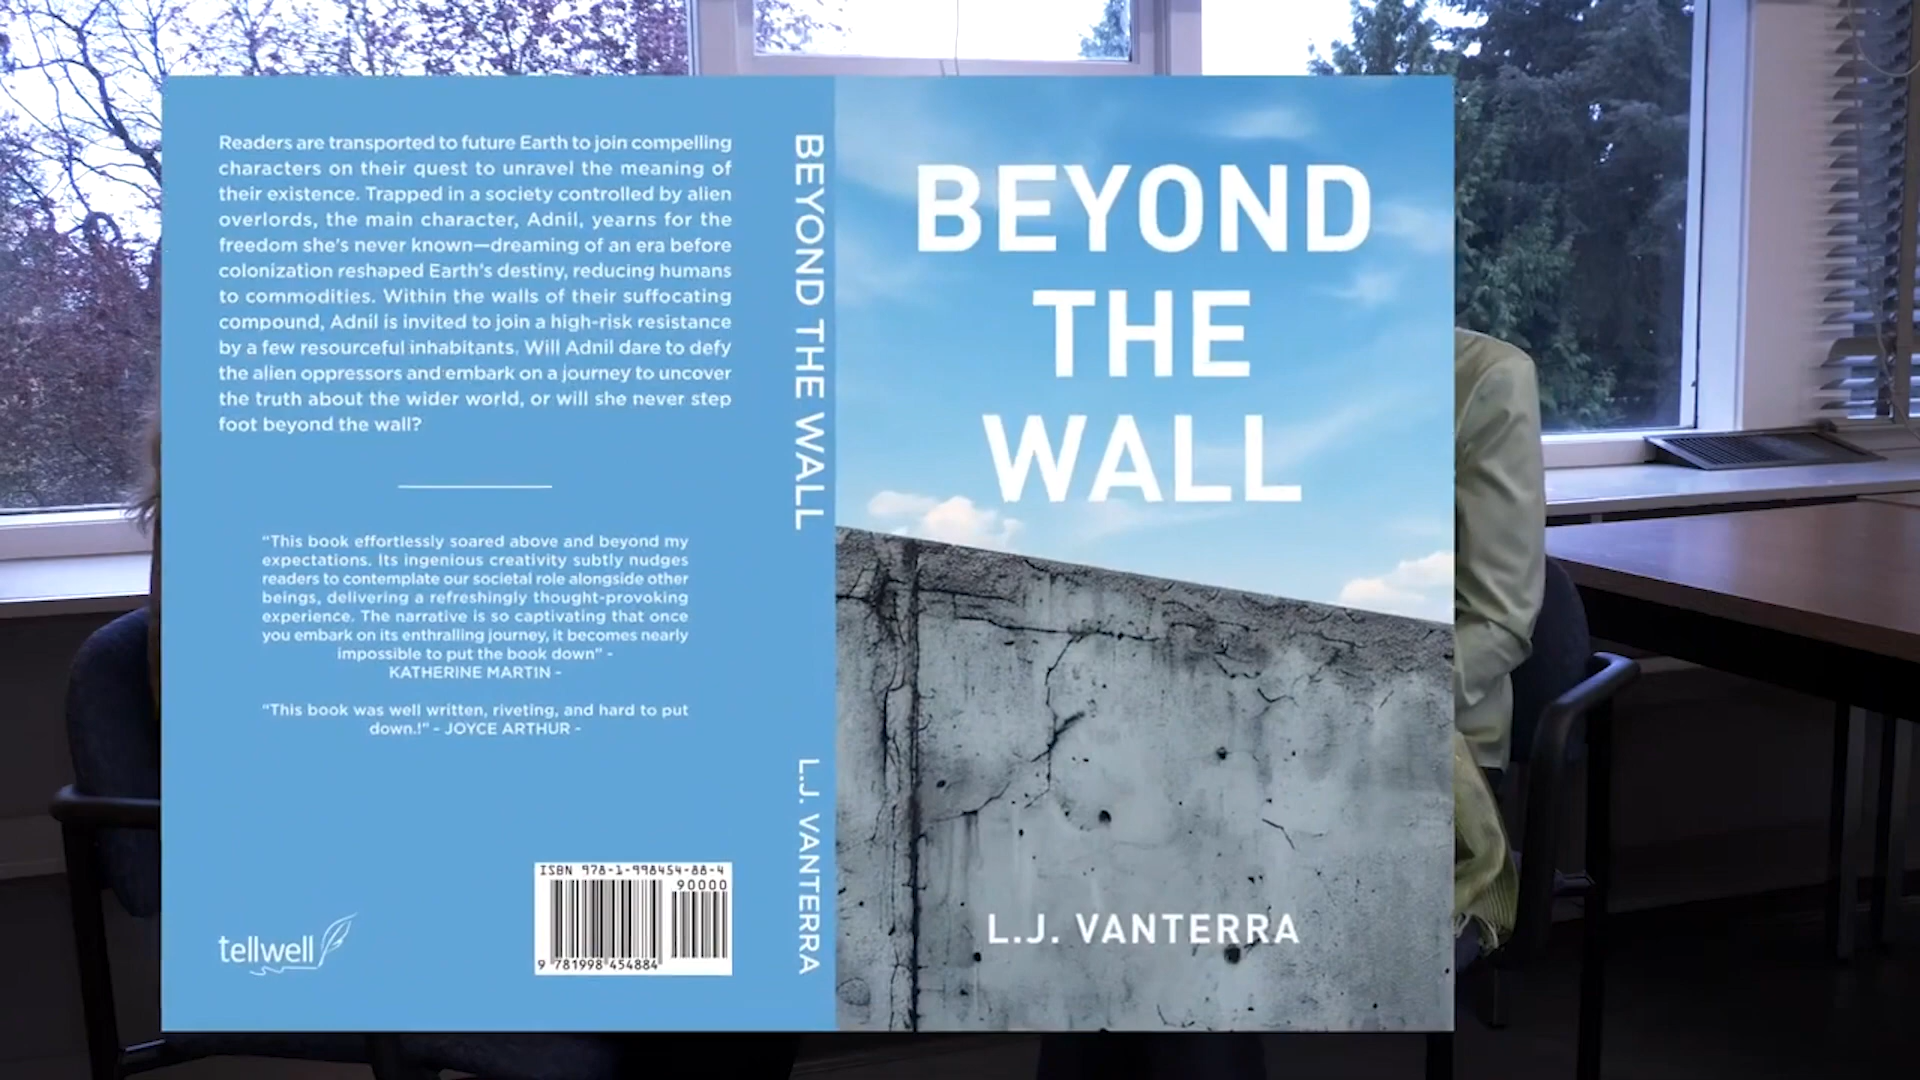 Readers are transported to future Earth to join compelling
characters on their quest to unravel the meaning of
their existence. Trapped in a society controlled by alien
overlords, the main character, Adnil, yearns for the
freedom she's never known—dreaming of an era before
colonization reshaped Earth's destiny, reducing humans
to commodities. Within the walls of their suffocating
compound, Adnil is invited to join a high-risk resistance
by a few resourceful inhabitants. Will Adnil dare to defy
the alien oppressors and embark on a journey to uncover
the truth about the wider world, or will she never step
foot beyond the wall?
"This book effortlessly soared above and beyond my
expectations. Its ingenious creativity subtly nudges
readers to contemplate our societal role alongside other
beings, delivering a refreshingly thought-provoking
experience. The narrative is so captivating that once
you embark on its enthralling journey, it becomes nearly
impossible to put the book down" -
KATHERINE MARTIN -
"This book was well written, riveting, and hard to put
down.!" - JOYCE ARTHUR -
tellwell
ISBN 978-1-998454-88-4
90000
9 781998 454884
BEYOND THE WALL
L.J. VANTERRA
BEYOND
THE
WALL
L.J. VANTERRA